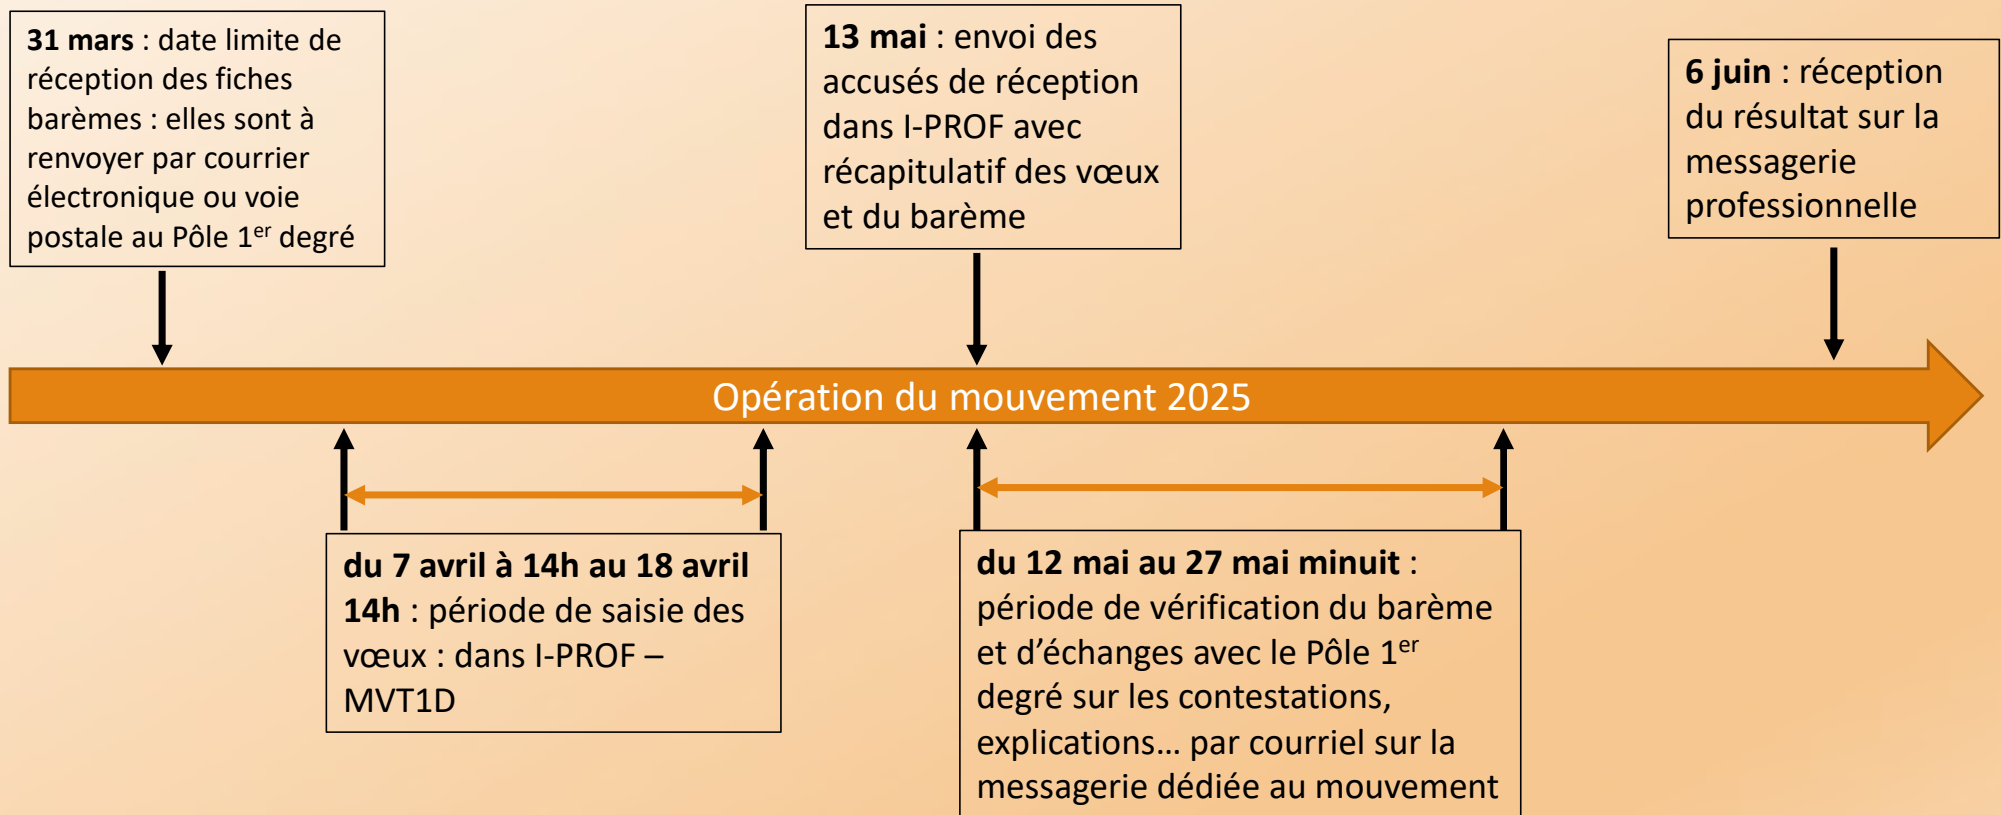 31 mars : date limite de
réception des fiches
barèmes : elles sont à
renvoyer par courrier
électronique ou voie
postale au Pôle 1er degré
13 mai : envoi des
accusés de réception
dans I-PROF avec
récapitulatif des vœux
et du barème
6 juin : réception
du résultat sur la
messagerie
professionnelle
Opération du mouvement 2025
du 7 avril à 14h au 18 avril
14h : période de saisie des
vœux : dans I-PROF –
MVT1D
du 12 mai au 27 mai minuit :
période de vérification du barème
et d’échanges avec le Pôle 1er
degré sur les contestations,
explications… par courriel sur la
messagerie dédiée au mouvement